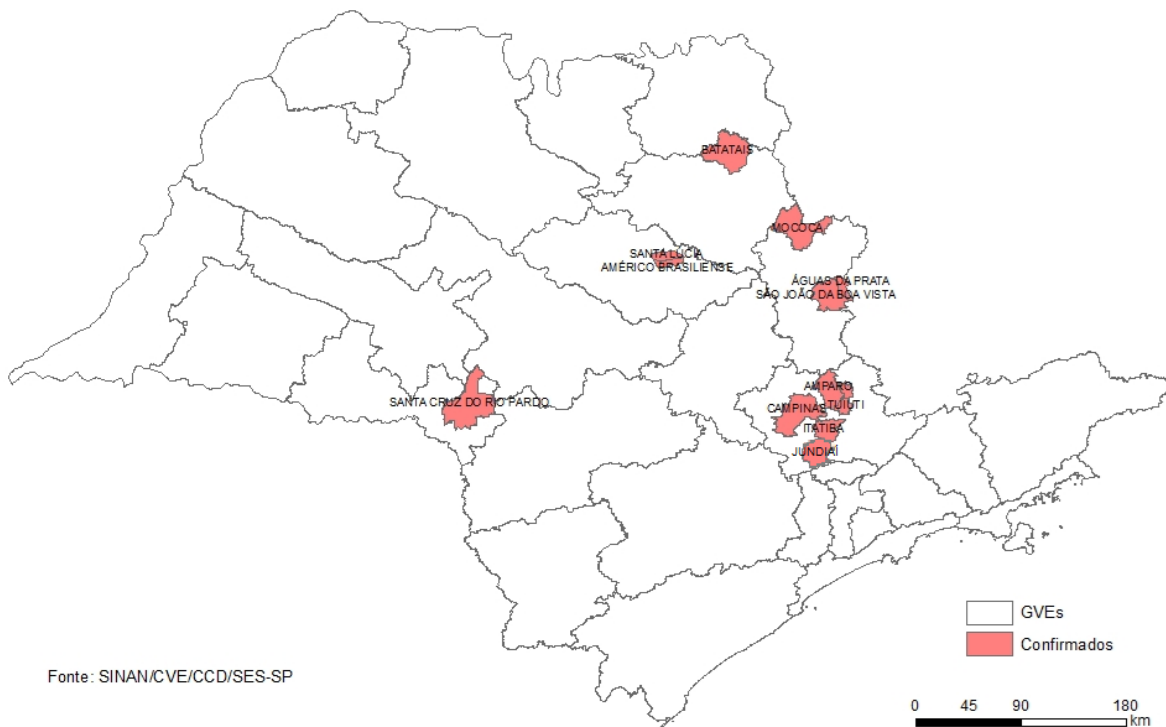 BATATAIS
MOCOCA
SANTA LÚCIA
AMÉRICO BRASILIENSE
ÁGUAS DA PRATA
SÃO JOÃO DA BOA VISTA
SANTA CRUZ DO RIO PARDO
AMPARO
TUIUTI
CAMPINAS
ITATIBA
JUNDIAÍ
GVEs
Confirmados
Fonte: SINAN/CVE/CCD/SES-SP
0 45 90 180
km